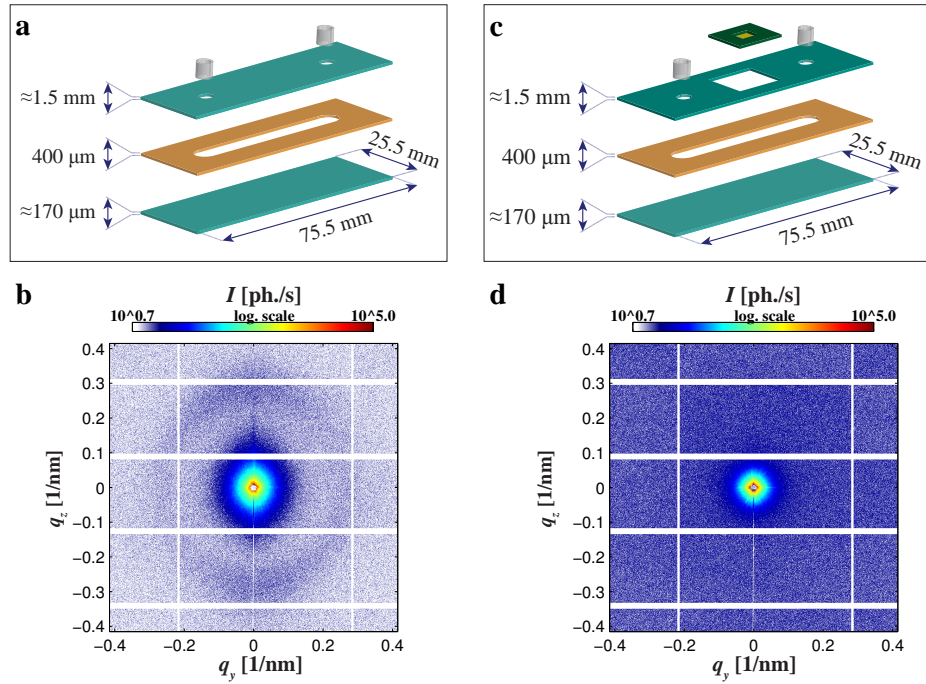 a
≈1.5 mm
400 μm
≈170 μm
25.5 mm
75.5 mm
c
≈1.5 mm
400 μm
≈170 μm
25.5 mm
75.5 mm
b
I [ph./s]
10^0.7 log. scale 10^5.0
0.4
0.3
0.2
0.1
0
−0.1
−0.2
−0.3
−0.4
q_z [1/nm]
−0.4 −0.2 0 0.2 0.4
q_y [1/nm]
d
I [ph./s]
10^0.7 log. scale 10^5.0
0.4
0.3
0.2
0.1
0
−0.1
−0.2
−0.3
−0.4
q_z [1/nm]
−0.4 −0.2 0 0.2 0.4
q_y [1/nm]